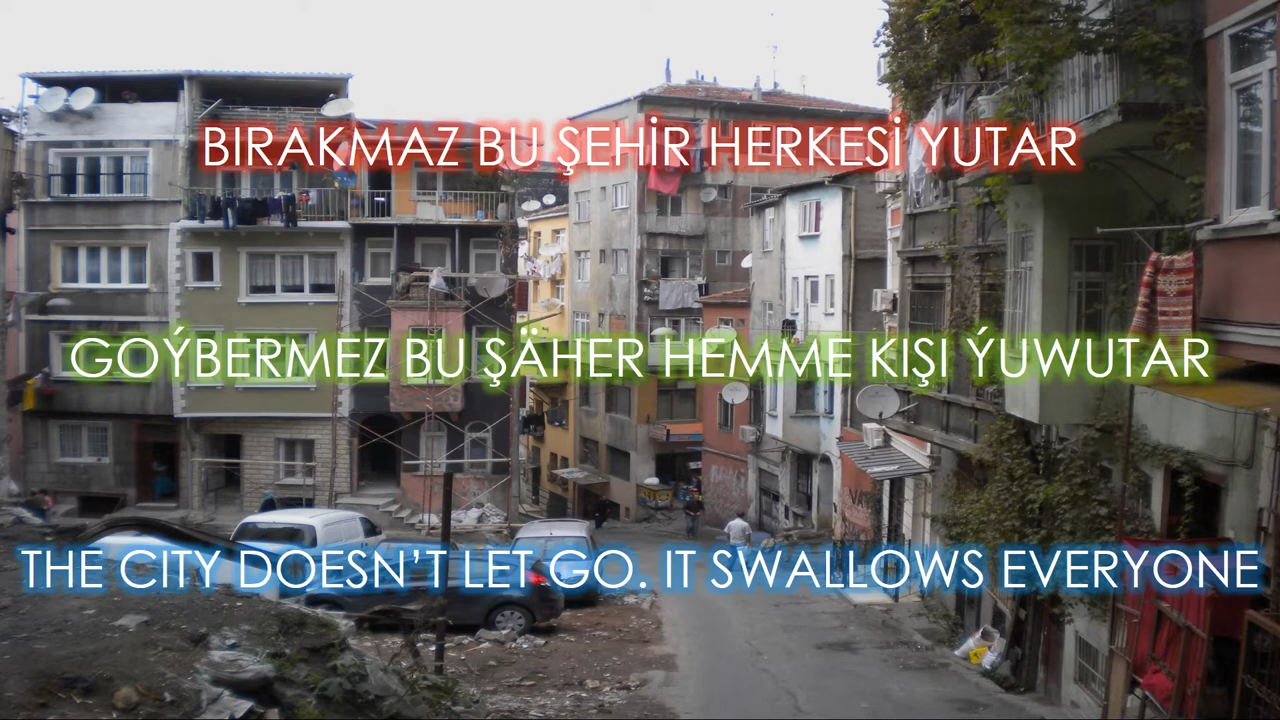 BIRAKMAZ BU ŞEHİR HERKESİ YUTAR
GOÝBERMEZ BU ŞÄHER HEMME KIŞI ÝUWUTAR
THE CITY DOESN'T LET GO. IT SWALLOWS EVERYONE